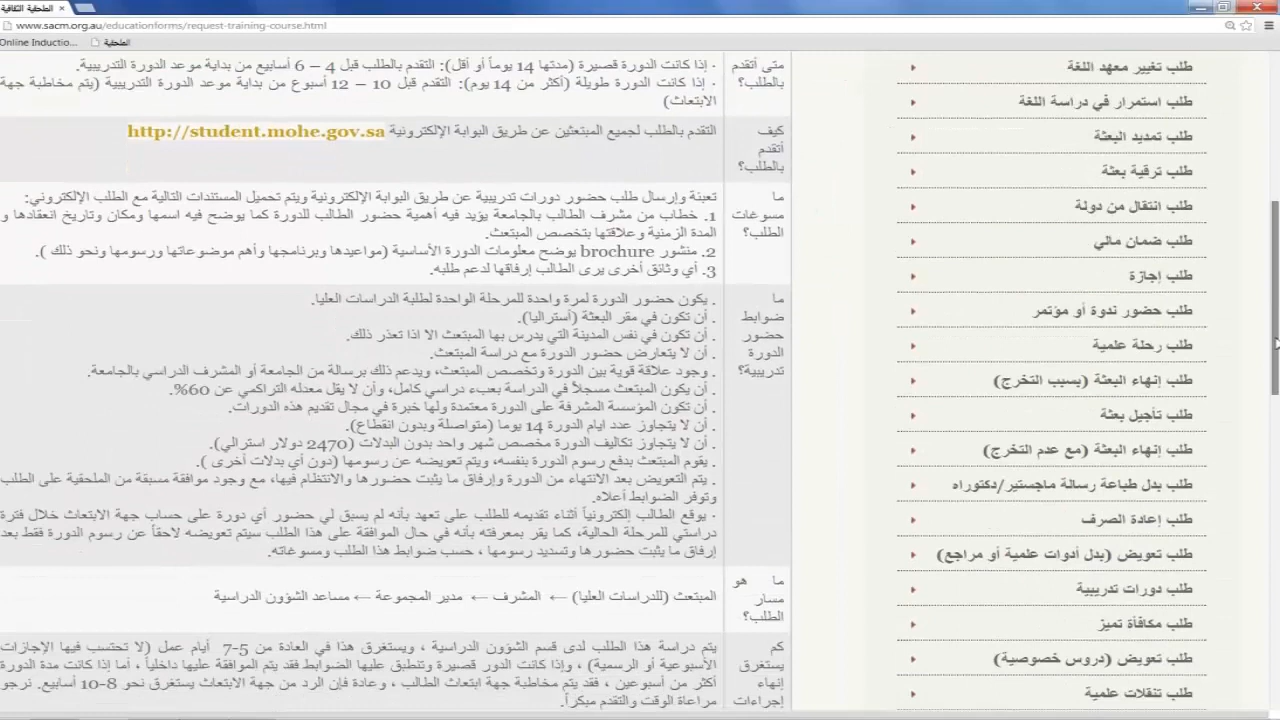 الملحقية الثقافية
www.sacm.org.au/educationforms/request-training-course.html
Online Inductio...
الملحقية
طلب تغيير معهد اللغة
طلب استمرار في دراسة اللغة
طلب تمديد البعثة
طلب ترقية بعثة
طلب انتقال من دولة
طلب ضمان مالي
طلب إجازة
طلب حضور ندوة أو مؤتمر
طلب رحلة علمية
طلب إنهاء البعثة (بسبب التخرج)
طلب تأجيل بعثة
طلب إنهاء البعثة (مع عدم التخرج)
طلب بدل طباعة رسالة ماجستير/دكتوراه
طلب إعادة الصرف
طلب تعويض (بدل أدوات علمية أو مراجع)
طلب دورات تدريبية
طلب مكافأة تميز
طلب تعويض (دروس خصوصية)
طلب تنقلات علمية
متى أتقدم
بالطلب؟
· إذا كانت الدورة قصيرة (مدتها 14 يوماً أو أقل): التقدم بالطلب قبل 4 – 6 أسابيع من بداية موعد الدورة التدريبية.
· إذا كانت الدورة طويلة (أكثر من 14 يوم): التقدم قبل 10 – 12 أسبوع من بداية موعد الدورة التدريبية (يتم مخاطبة جهة
الابتعاث)
كيف
أتقدم
بالطلب؟
التقدم بالطلب لجميع المبتعثين عن طريق البوابة الإلكترونية http://student.mohe.gov.sa
ما
مسوغات
الطلب؟
تعبئة وإرسال طلب حضور دورات تدريبية عن طريق البوابة الإلكترونية ويتم تحميل المستندات التالية مع الطلب الإلكتروني:
1. خطاب من مشرف الطالب بالجامعة يؤيد فيه أهمية حضور الطالب للدورة كما يوضح فيه اسمها ومكان وتاريخ انعقادها و
المدة الزمنية وعلاقتها بتخصص المبتعث.
2. منشور brochure يوضح معلومات الدورة الأساسية (مواعيدها وبرنامجها وأهم موضوعاتها ورسومها ونحو ذلك ).
3. أي وثائق أخرى يرى الطالب إرفاقها لدعم طلبه.
ما
ضوابط
حضور
الدورة
تدريبية؟
. يكون حضور الدورة لمرة واحدة للمرحلة الواحدة لطلبة الدراسات العليا.
. أن تكون في مقر البعثة (أستراليا).
. أن تكون في نفس المدينة التي يدرس بها المبتعث الا اذا تعذر ذلك.
. أن لا يتعارض حضور الدورة مع دراسة المبتعث.
. وجود علاقة قوية بين الدورة وتخصص المبتعث، ويدعم ذلك برسالة من الجامعة أو المشرف الدراسي بالجامعة.
. أن يكون المبتعث مسجلاً في الدراسة بعبء دراسي كامل، وأن لا يقل معدله التراكمي عن 60%.
. أن تكون المؤسسة المشرفة على الدورة معتمدة ولها خبرة في مجال تقديم هذه الدورات.
. أن لا يتجاوز عدد ايام الدورة 14 يوما (متواصلة وبدون انقطاع).
. أن لا يتجاوز تكاليف الدورة مخصص شهر واحد بدون البدلات (2470 دولار استرالي).
. يقوم المبتعث بدفع رسوم الدورة بنفسه، ويتم تعويضه عن رسومها (دون أي بدلات أخرى ).
. يتم التعويض بعد الانتهاء من الدورة وإرفاق ما يثبت حضورها والانتظام فيها، مع وجود موافقة مسبقة من الملحقية على الطلب
وتوفر الضوابط أعلاه.
· يوقع الطالب إلكترونياً أثناء تقديمه للطلب على تعهد بأنه لم يسبق لي حضور أي دورة على حساب جهة الابتعاث خلال فترة
دراستي للمرحلة الحالية، كما يقر بمعرفته بأنه في حال الموافقة على هذا الطلب سيتم تعويضه لاحقاً عن رسوم الدورة فقط بعد
إرفاق ما يثبت حضورها وتسديد رسومها ، حسب ضوابط هذا الطلب ومسوغاته.
ما هو
مسار
الطلب؟
المبتعث (للدراسات العليا) ← المشرف ← مدير المجموعة ← مساعد الشؤون الدراسية
كم
يستغرق
إنهاء
إجراءات
يتم دراسة هذا الطلب لدى قسم الشؤون الدراسية ، ويستغرق هذا في العادة من 5-7 أيام عمل (لا تحتسب فيها الإجازات
الأسبوعية أو الرسمية) ، وإذا كانت الدور قصيرة وتنطبق عليها الضوابط فقد يتم الموافقة عليها داخلياً ، أما إذا كانت مدة الدورة
أكثر من أسبوعين ، فقد يتم مخاطبة جهة ابتعاث الطالب ، وعادة فإن الرد من جهة الابتعاث يستغرق نحو 8-10 أسابيع. نرجو
مراعاة الوقت والتقدم مبكراً.